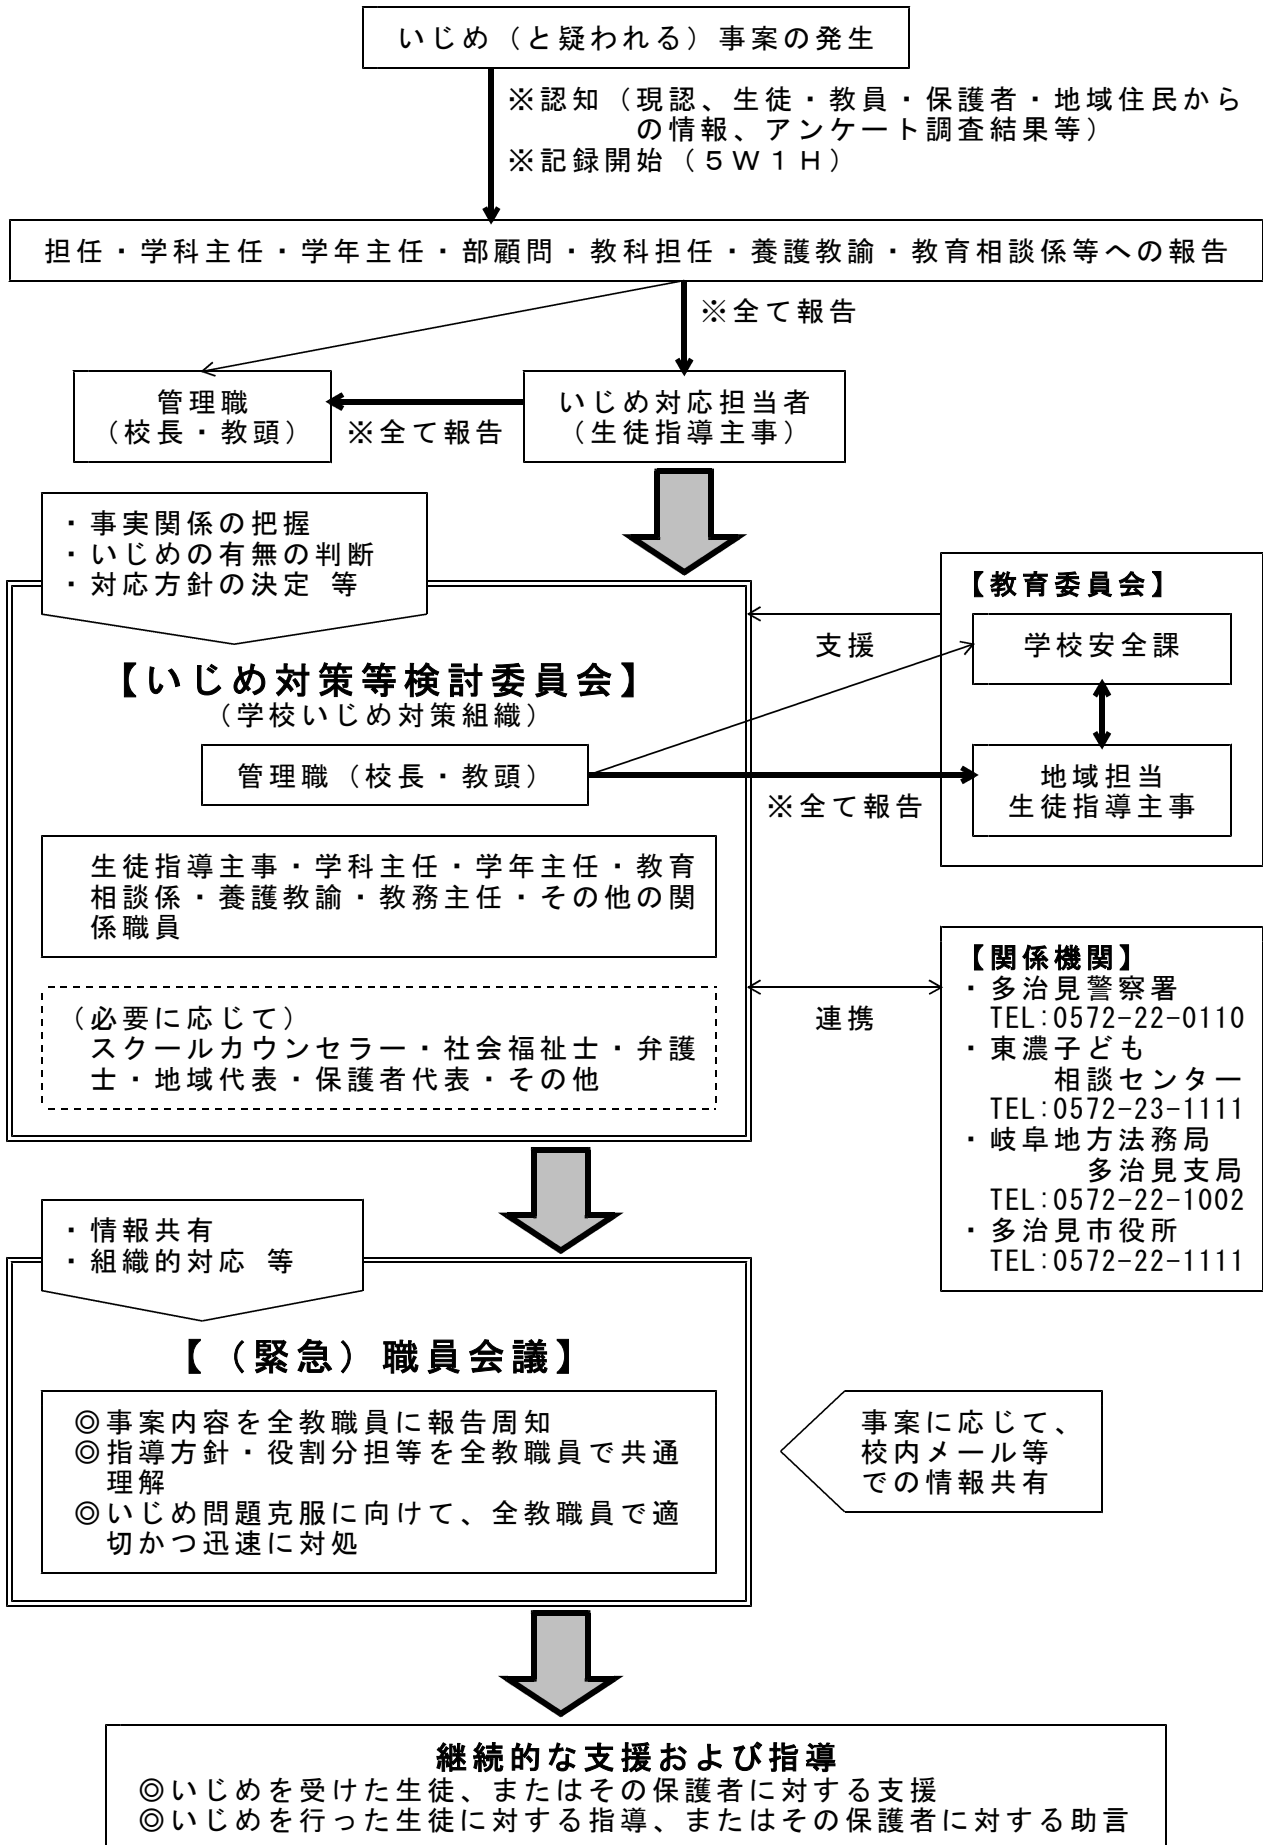 いじめ（と疑われる）事案の発生
※認知（現認、生徒・教員・保護者・地域住民から
の情報、アンケート調査結果等）
※記録開始（５Ｗ１Ｈ）
担任・学科主任・学年主任・部顧問・教科担任・養護教諭・教育相談係等への報告
※全て報告
管理職
（校長・教頭）
※全て報告
いじめ対応担当者
（生徒指導主事）
・事実関係の把握
・いじめの有無の判断
・対応方針の決定 等
【いじめ対策等検討委員会】
（学校いじめ対策組織）
管理職（校長・教頭）
生徒指導主事・学科主任・学年主任・教育
相談係・養護教諭・教務主任・その他の関
係職員
（必要に応じて）
スクールカウンセラー・社会福祉士・弁護
士・地域代表・保護者代表・その他
支援
※全て報告
【教育委員会】
学校安全課
地域担当
生徒指導主事
連携
【関係機関】
・多治見警察署
TEL:0572-22-0110
・東濃子ども
相談センター
TEL:0572-23-1111
・岐阜地方法務局
多治見支局
TEL:0572-22-1002
・多治見市役所
TEL:0572-22-1111
・情報共有
・組織的対応 等
【（緊急）職員会議】
◎事案内容を全教職員に報告周知
◎指導方針・役割分担等を全教職員で共通
理解
◎いじめ問題克服に向けて、全教職員で適
切かつ迅速に対処
事案に応じて、
校内メール等
での情報共有
継続的な支援および指導
◎いじめを受けた生徒、またはその保護者に対する支援
◎いじめを行った生徒に対する指導、またはその保護者に対する助言